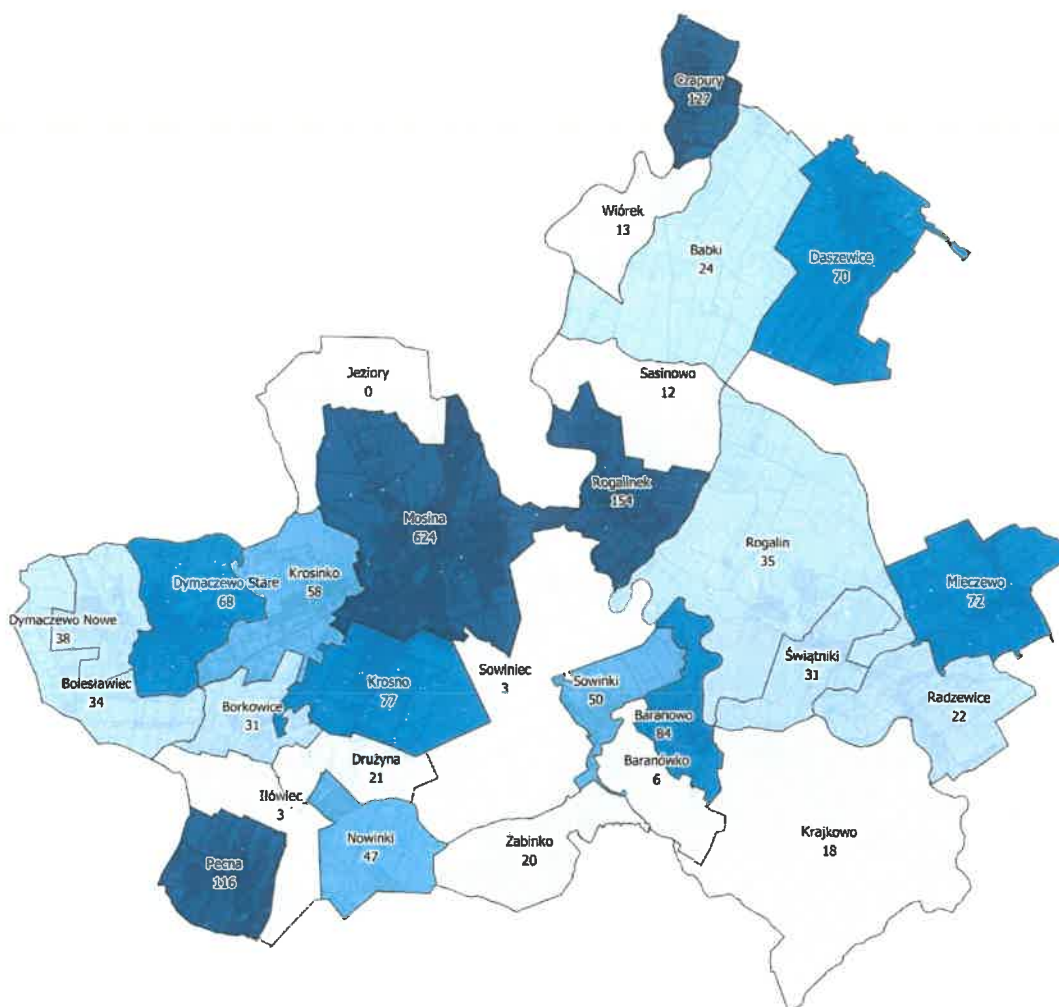 Czapury
127
Wiórek
13
Babki
24
Daszewice
70
Jeziory
0
Sasinowo
12
Rogalinek
154
Mosina
624
Rogalin
35
Dymaczewo Stare
68
Krosinko
58
Mieczewo
72
Dymaczewo Nowe
38
Świątniki
31
Bolesławiec
34
Sowiniec
3
Sowinki
50
Krosno
77
Radzewice
22
Borkowice
31
Baranowo
84
Drużyna
21
Baranówko
6
Iłówiec
3
Krajkowo
18
Nowinki
47
Żabinko
20
Pecna
116